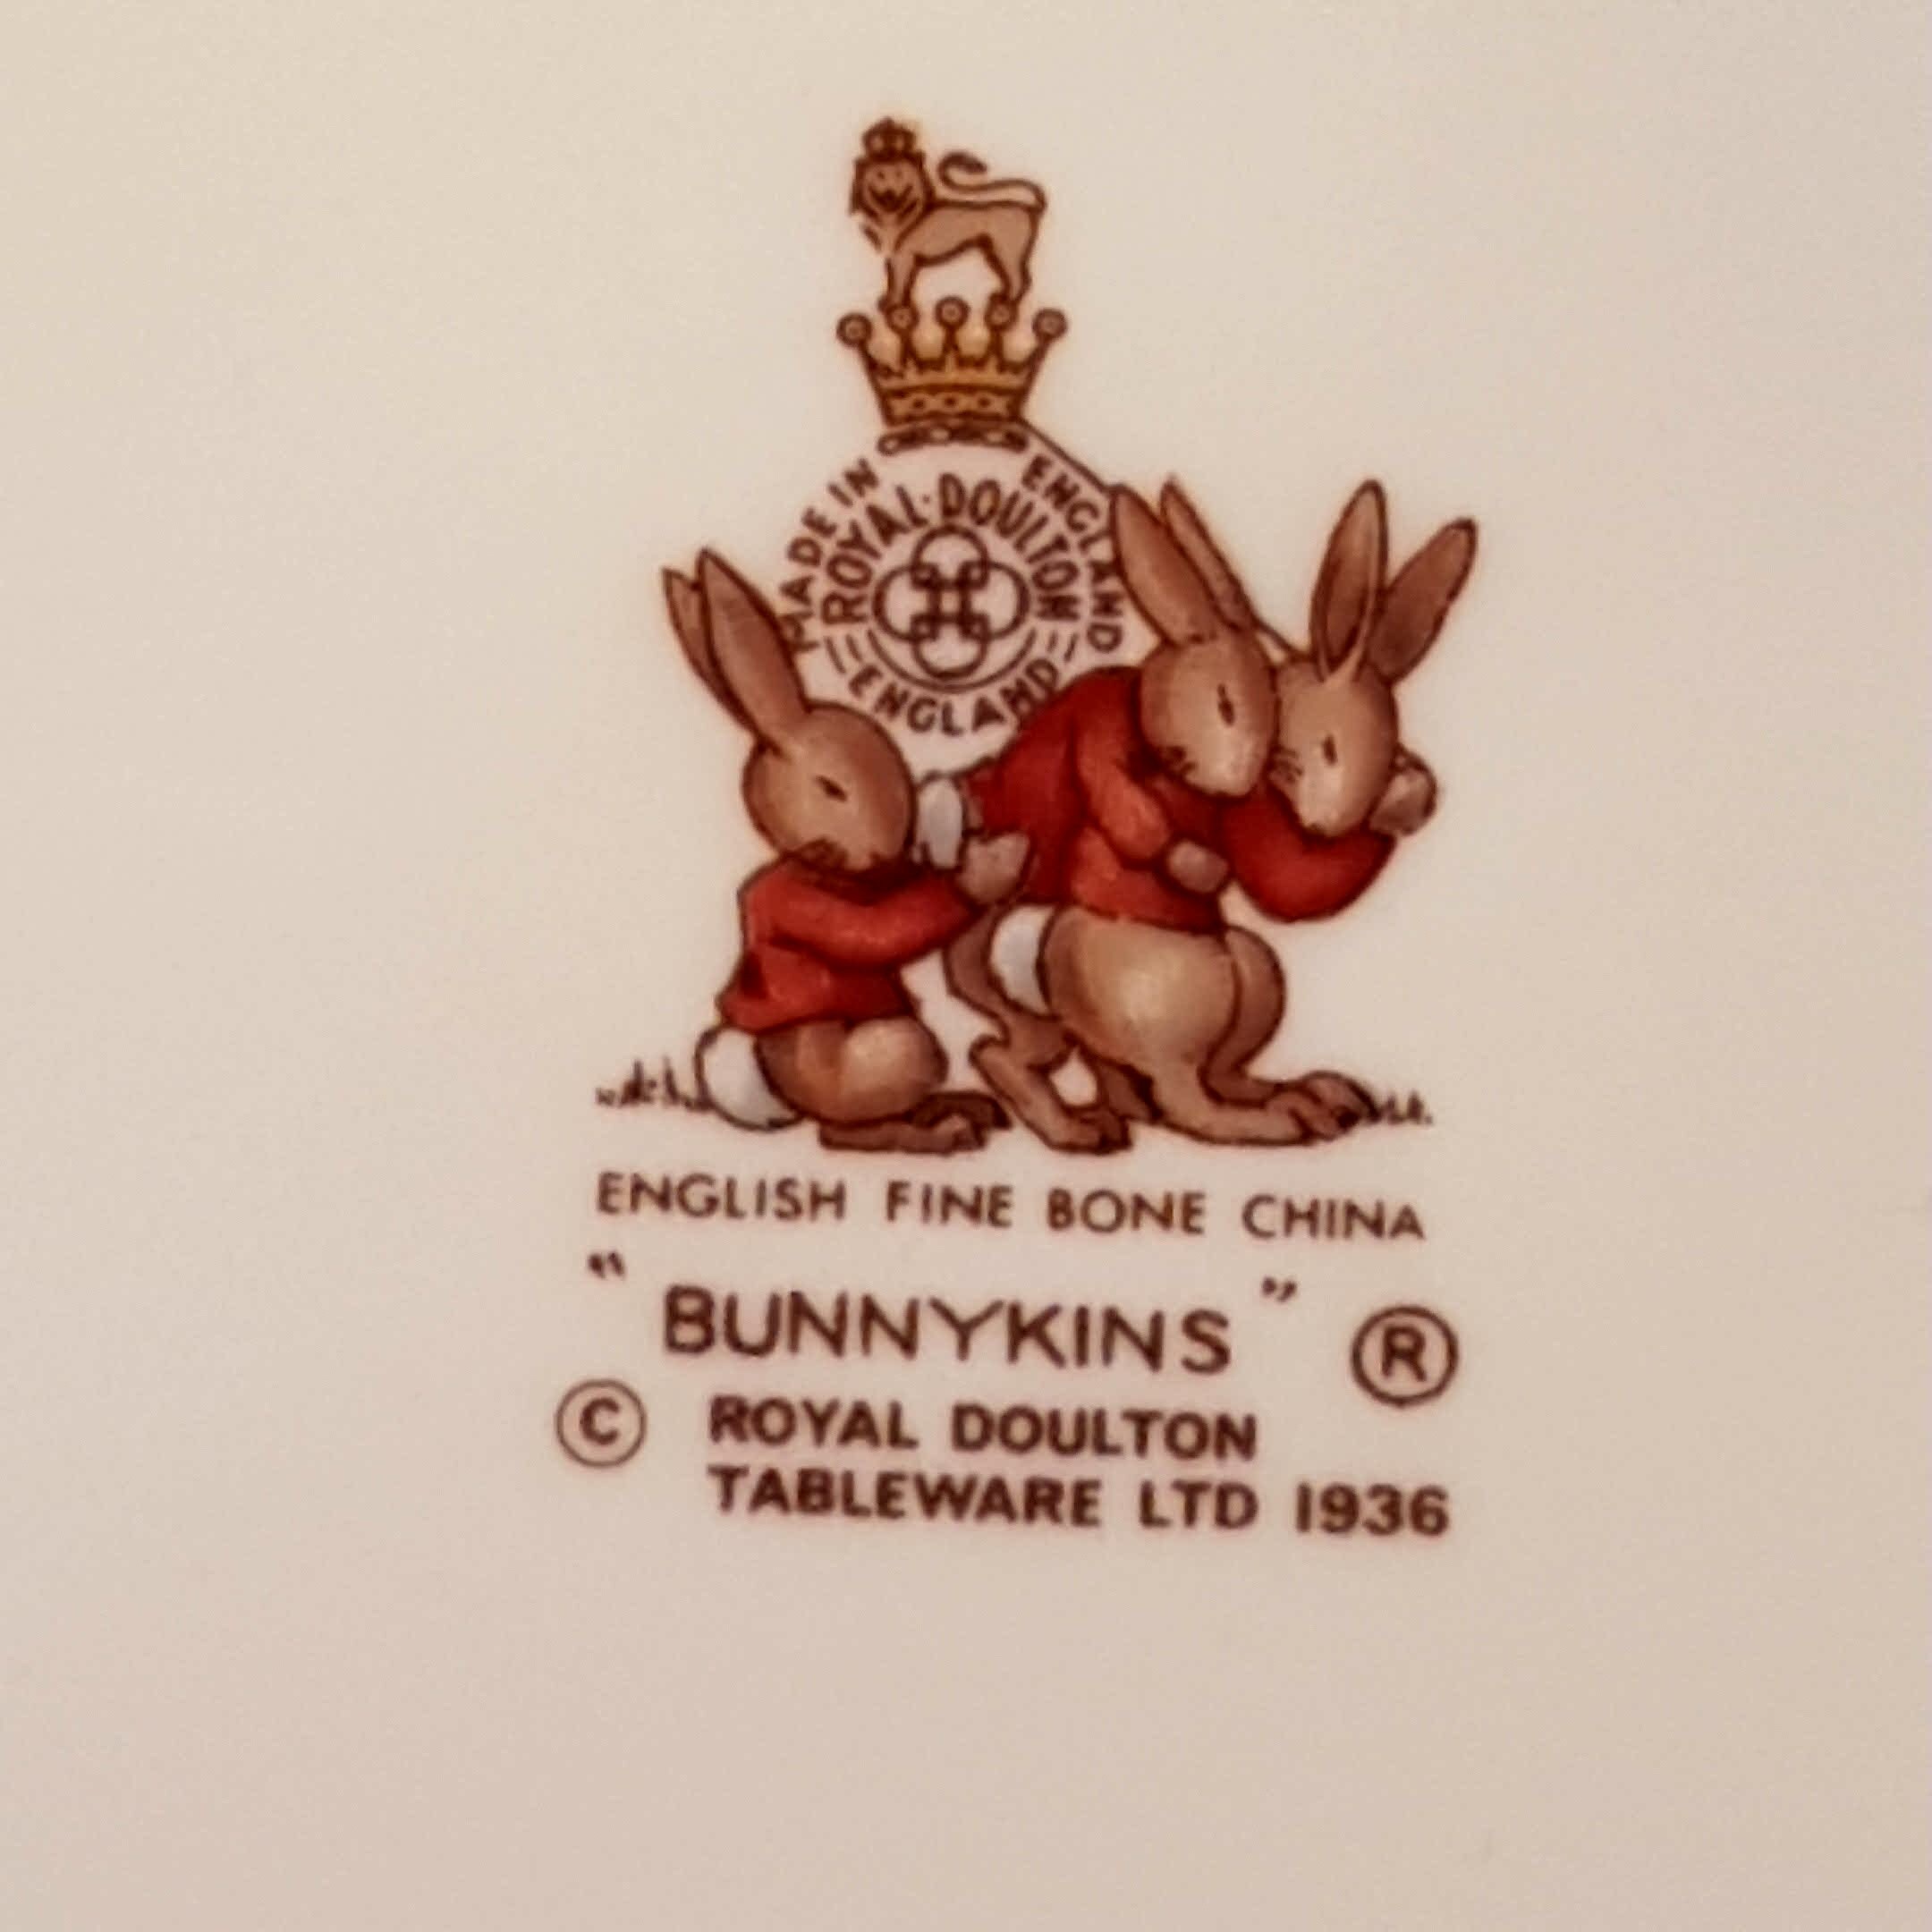 MADE IN ENGLAND
ROYAL·DOULTON
ENGLAND
ENGLISH FINE BONE CHINA
" BUNNYKINS " ®
© ROYAL DOULTON
TABLEWARE LTD 1936